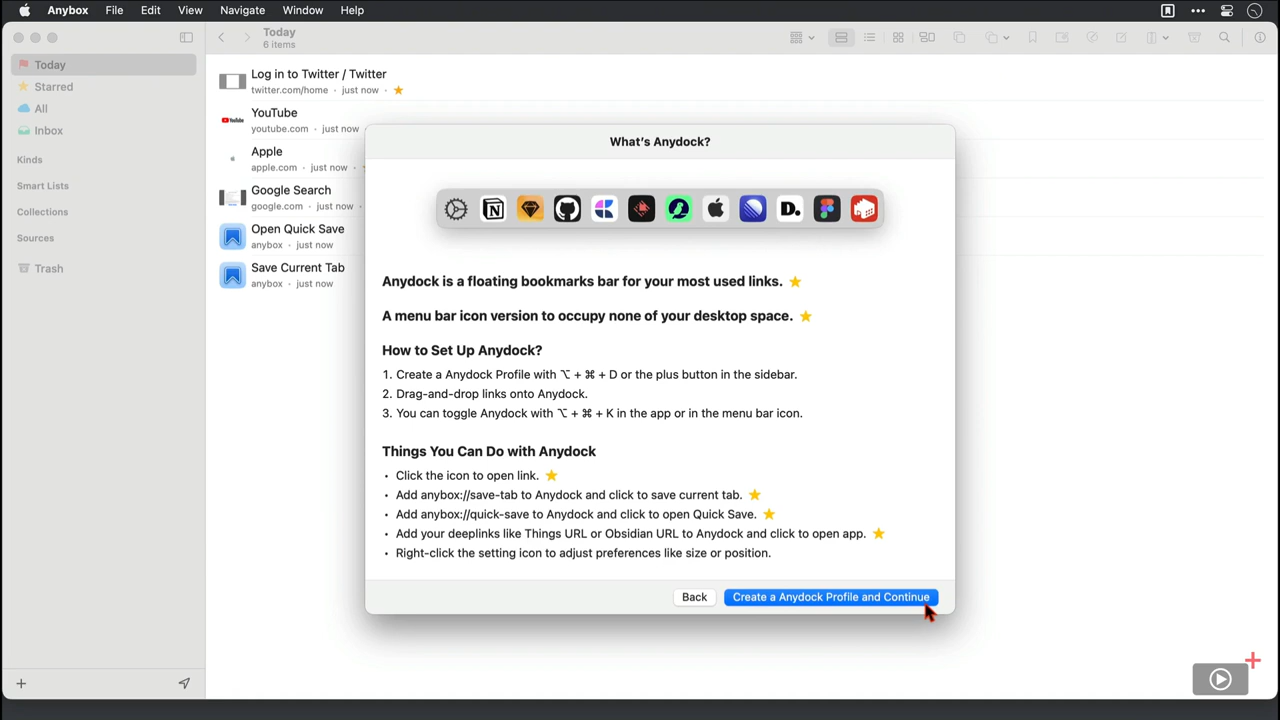 Anybox File Edit View Navigate Window Help
Today
6 items
Today
Starred
All
Inbox
Kinds
Smart Lists
Collections
Sources
Trash
Log in to Twitter / Twitter
twitter.com/home · just now
YouTube
YouTube
youtube.com · just now
Apple
apple.com · just now ·
Google Search
google.com · just now ·
Open Quick Save
anybox · just now
Save Current Tab
anybox · just now
What's Anydock?
D.
Anydock is a floating bookmarks bar for your most used links.
A menu bar icon version to occupy none of your desktop space.
How to Set Up Anydock?
1. Create a Anydock Profile with ⌥ + ⌘ + D or the plus button in the sidebar.
2. Drag-and-drop links onto Anydock.
3. You can toggle Anydock with ⌥ + ⌘ + K in the app or in the menu bar icon.
Things You Can Do with Anydock
• Click the icon to open link.
• Add anybox://save-tab to Anydock and click to save current tab.
• Add anybox://quick-save to Anydock and click to open Quick Save.
• Add your deeplinks like Things URL or Obsidian URL to Anydock and click to open app.
• Right-click the setting icon to adjust preferences like size or position.
Back
Create a Anydock Profile and Continue